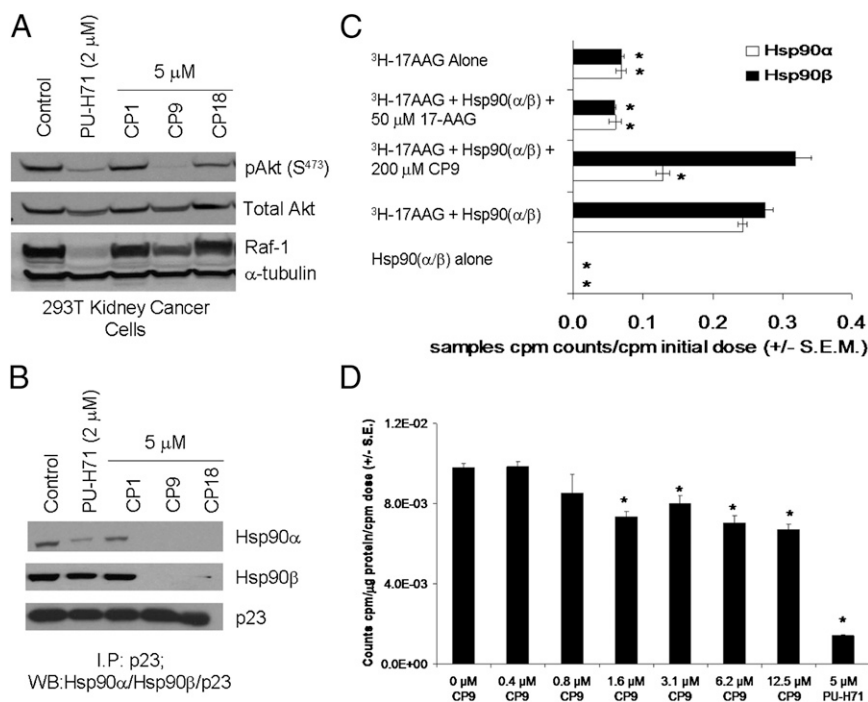 A
Control
PU-H71 (2 μM)
5 μM
CP1
CP9
CP18
pAkt (S⁴⁷³)
Total Akt
Raf-1
α-tubulin
293T Kidney Cancer
Cells
B
Control
PU-H71 (2 μM)
5 μM
CP1
CP9
CP18
Hsp90α
Hsp90β
p23
I.P: p23;
WB:Hsp90α/Hsp90β/p23
C
Hsp90α
Hsp90β
³H-17AAG Alone
*
*
³H-17AAG + Hsp90(α/β) +
50 μM 17-AAG
*
*
³H-17AAG + Hsp90(α/β) +
200 μM CP9
*
³H-17AAG + Hsp90(α/β)
Hsp90(α/β) alone
*
*
0.0 0.1 0.2 0.3 0.4
samples cpm counts/cpm initial dose (+/- S.E.M.)
D
Counts cpm/μg protein/cpm dose (+/- S.E.)
1.2E-02
8.0E-03
4.0E-03
0.0E+00
* * * * *
0 μM 0.4 μM 0.8 μM 1.6 μM 3.1 μM 6.2 μM 12.5 μM 5 μM
CP9 CP9 CP9 CP9 CP9 CP9 CP9 PU-H71